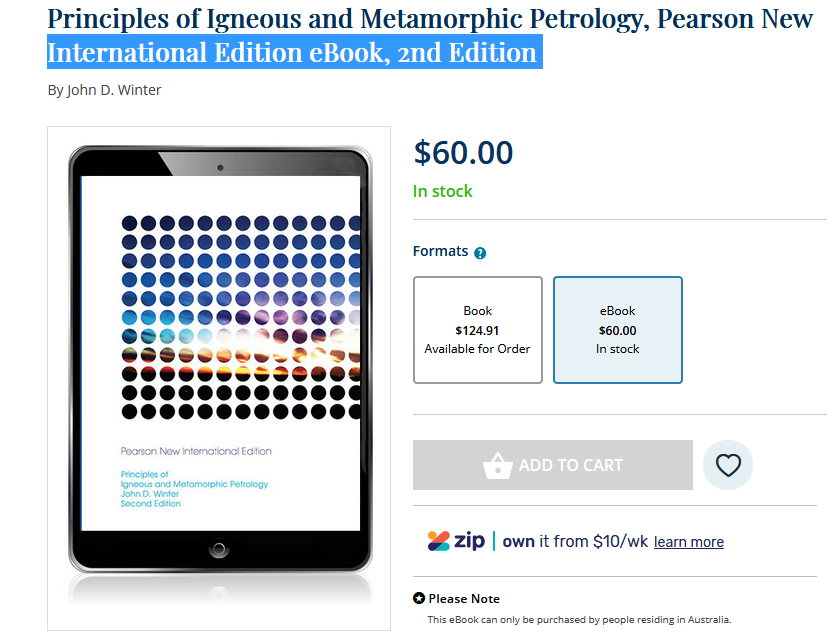 Principles of Igneous and Metamorphic Petrology, Pearson New
International Edition eBook, 2nd Edition
By John D. Winter
$60.00
In stock
Formats ?
Book
$124.91
Available for Order
eBook
$60.00
In stock
ADD TO CART
zip | own it from $10/wk learn more
Please Note
This eBook can only be purchased by people residing in Australia.
Pearson New International Edition
Principles of
Igneous and Metamorphic Petrology
John D. Winter
Second Edition